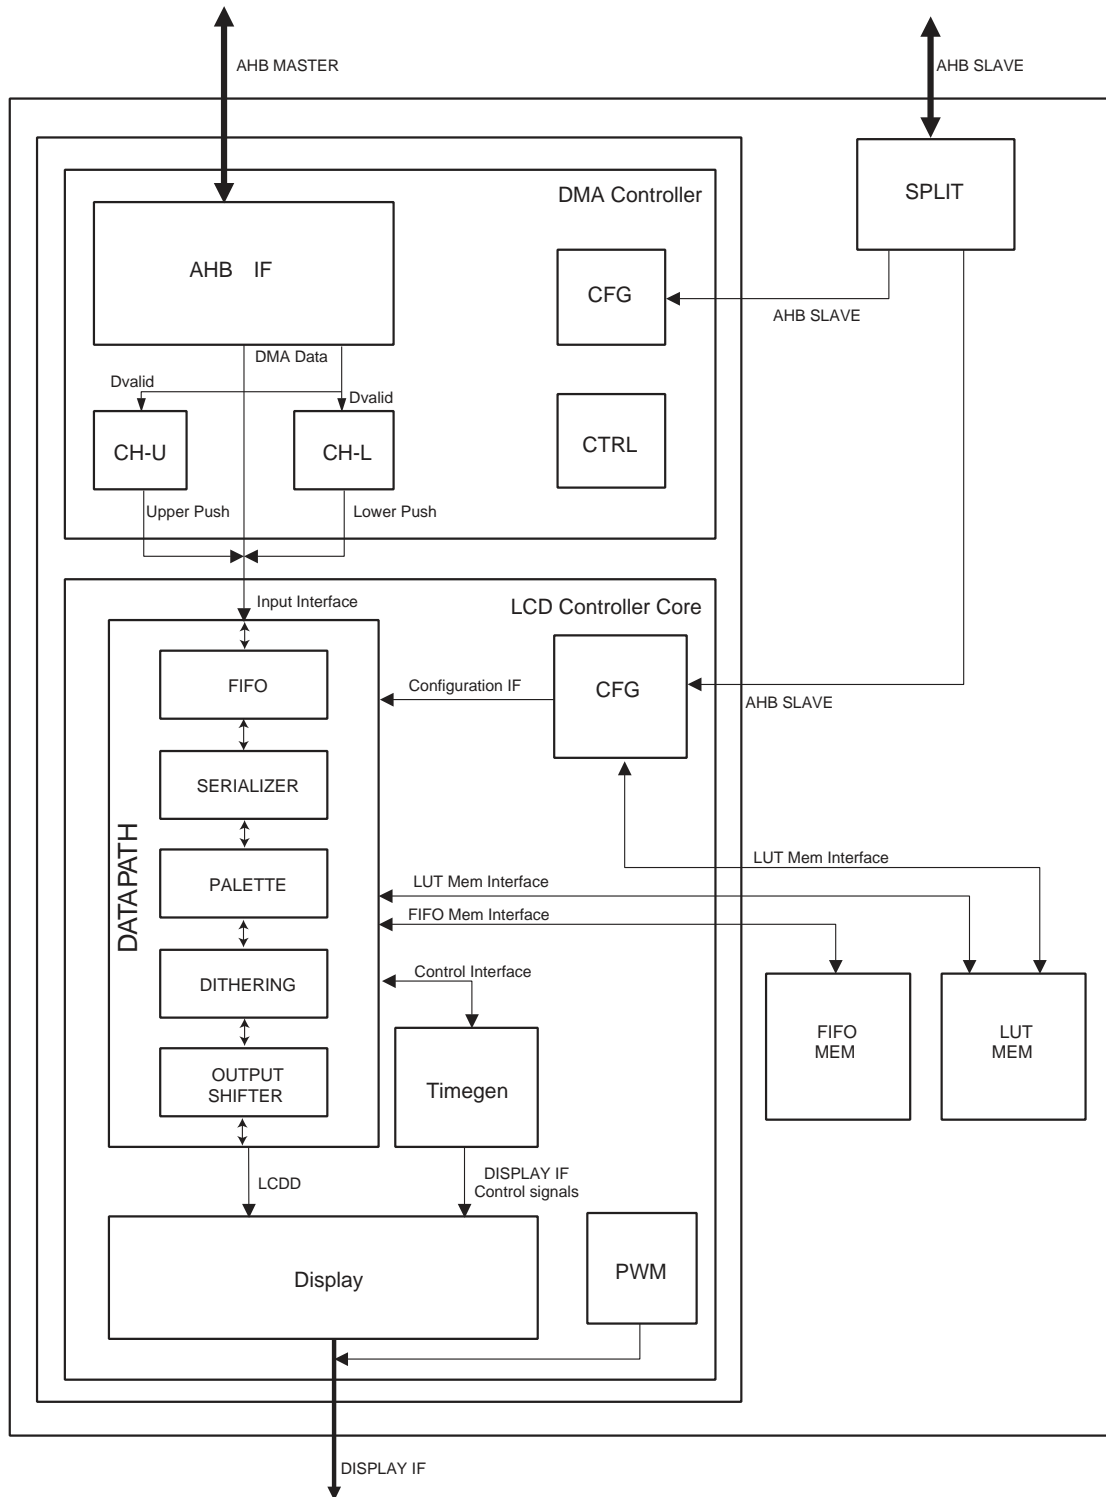 AHB MASTER
AHB SLAVE
DMA Controller
SPLIT
AHB IF
CFG
AHB SLAVE
DMA Data
Dvalid
Dvalid
CH-U
CH-L
CTRL
Upper Push
Lower Push
Input Interface
LCD Controller Core
FIFO
Configuration IF
CFG
AHB SLAVE
SERIALIZER
DATAPATH
LUT Mem Interface
PALETTE
LUT Mem Interface
FIFO Mem Interface
DITHERING
Control Interface
FIFO
MEM
LUT
MEM
OUTPUT
SHIFTER
Timegen
LCDD
DISPLAY IF
Control signals
Display
PWM
DISPLAY IF